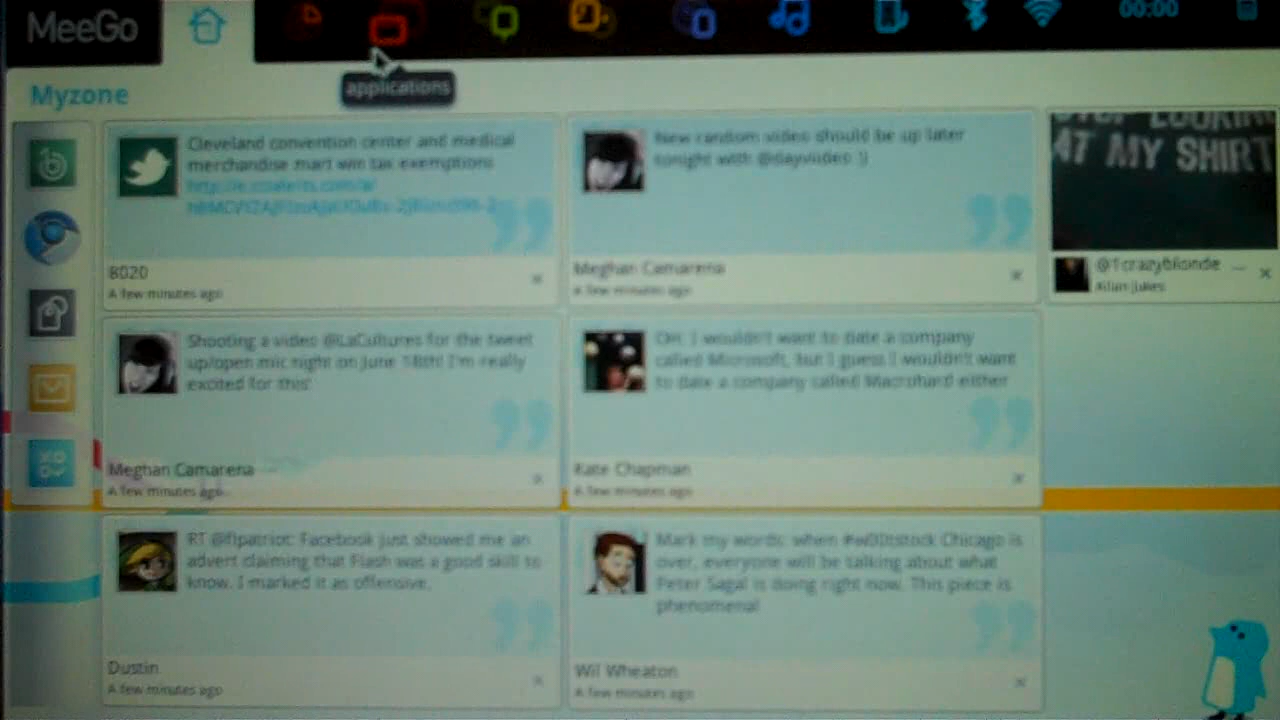 MeeGo
00:00
applications
Myzone
Cleveland convention center and medical
merchandise mart win tax exemptions
8020
A few minutes ago
New random video should be up later
tonight with @dayvideo :)
Meghan Camarena
A few minutes ago
LOOKING
AT MY SHIRT
@1crazyblonde
Allan Jukes
Shooting a video @LaCultures for the tweet
up/open mic night on June 18th! I'm really
excited for this!
Meghan Camarena
A few minutes ago
OH: I wouldn't want to date a company
called Microsoft, but I guess I wouldn't want
to date a company called Macrohard either
Kate Chapman
A few minutes ago
RT @flpatriot: Facebook just showed me an
advert claiming that Flash was a good skill to
know. I marked it as offensive.
Dustin
A few minutes ago
Mark my words: when #w00tstock Chicago is
over, everyone will be talking about what
Peter Sagal is doing right now. This piece is
phenomenal
Wil Wheaton
A few minutes ago